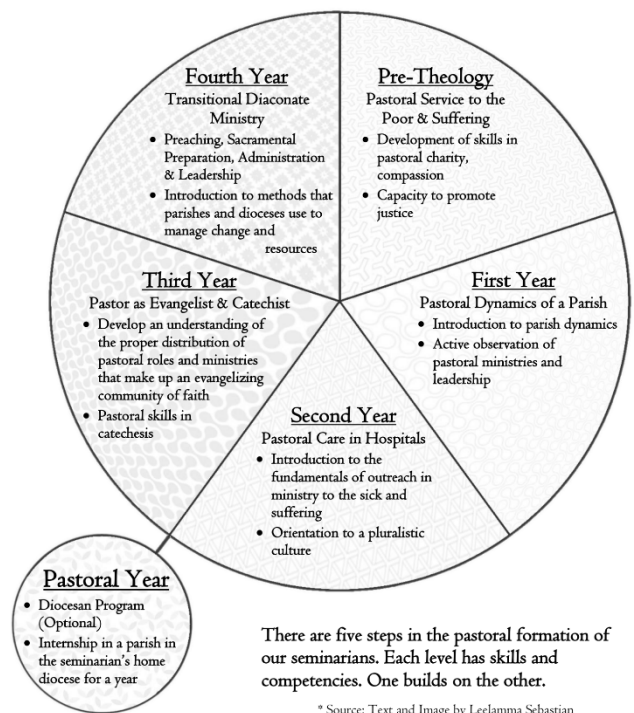 Fourth Year
Transitional Diaconate
Ministry
• Preaching, Sacramental
Preparation, Administration
& Leadership
• Introduction to methods that
parishes and dioceses use to
manage change and
resources
Pre-Theology
Pastoral Service to the
Poor & Suffering
• Development of skills in
pastoral charity,
compassion
• Capacity to promote
justice
First Year
Pastoral Dynamics of a Parish
• Introduction to parish dynamics
• Active observation of
pastoral ministries and
leadership
Second Year
Pastoral Care in Hospitals
• Introduction to the
fundamentals of outreach in
ministry to the sick and
suffering
• Orientation to a pluralistic
culture
Third Year
Pastor as Evangelist & Catechist
• Develop an understanding of
the proper distribution of
pastoral roles and ministries
that make up an evangelizing
community of faith
• Pastoral skills in
catechesis
Pastoral Year
• Diocesan Program
(Optional)
• Internship in a parish in
the seminarian's home
diocese for a year
There are five steps in the pastoral formation of
our seminarians. Each level has skills and
competencies. One builds on the other.
* Source: Text and Image by Leelamma Sebastian